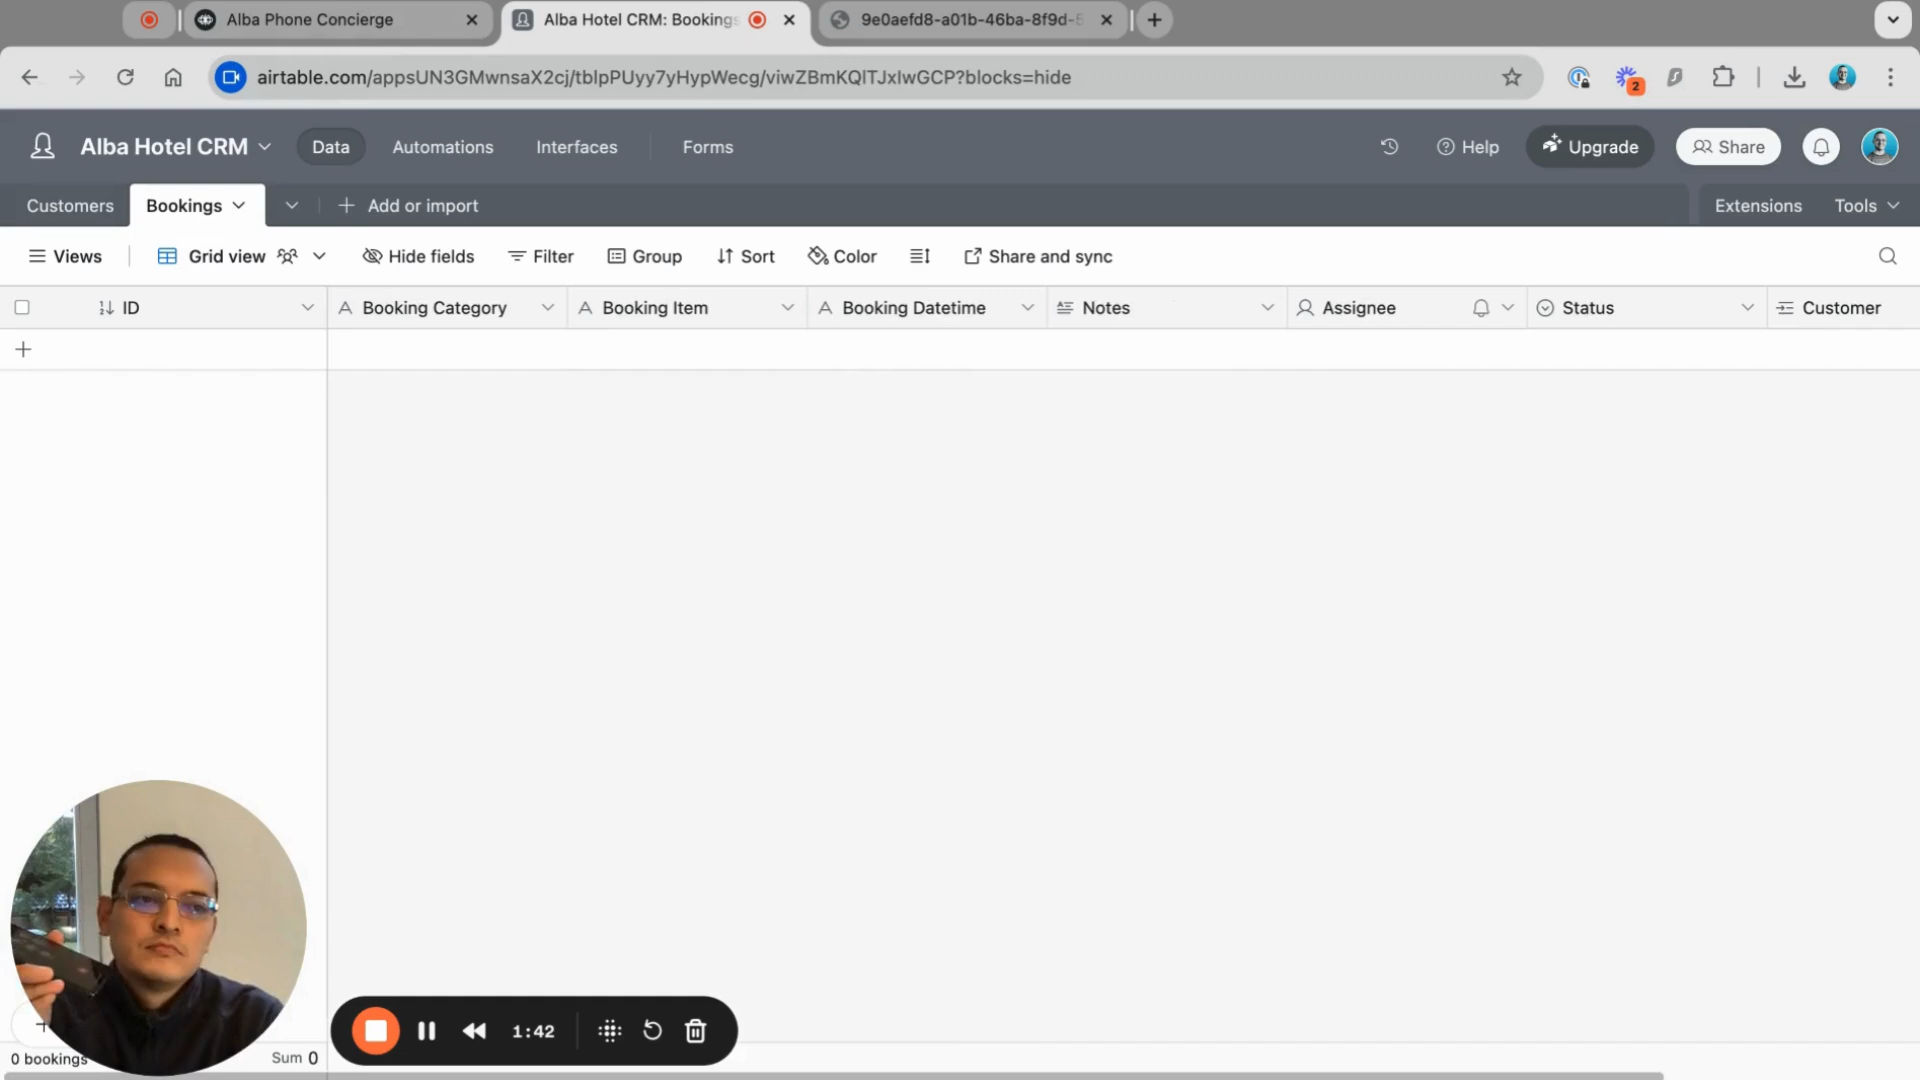 Alba Phone Concierge
Alba Hotel CRM: Bookings
9e0aefd8-a01b-46ba-8f9d-5
airtable.com/appsUN3GMwnsaX2cj/tblpPUyy7yHypWecg/viwZBmKQlTJxIwGCP?blocks=hide
2
Alba Hotel CRM
Data
Automations
Interfaces
Forms
Help
Upgrade
Share
Customers
Bookings
Add or import
Extensions
Tools
Views
Grid view
Hide fields
Filter
Group
Sort
Color
Share and sync
ID
Booking Category
Booking Item
Booking Datetime
Notes
Assignee
Status
Customer
1:42
0 bookings
Sum 0